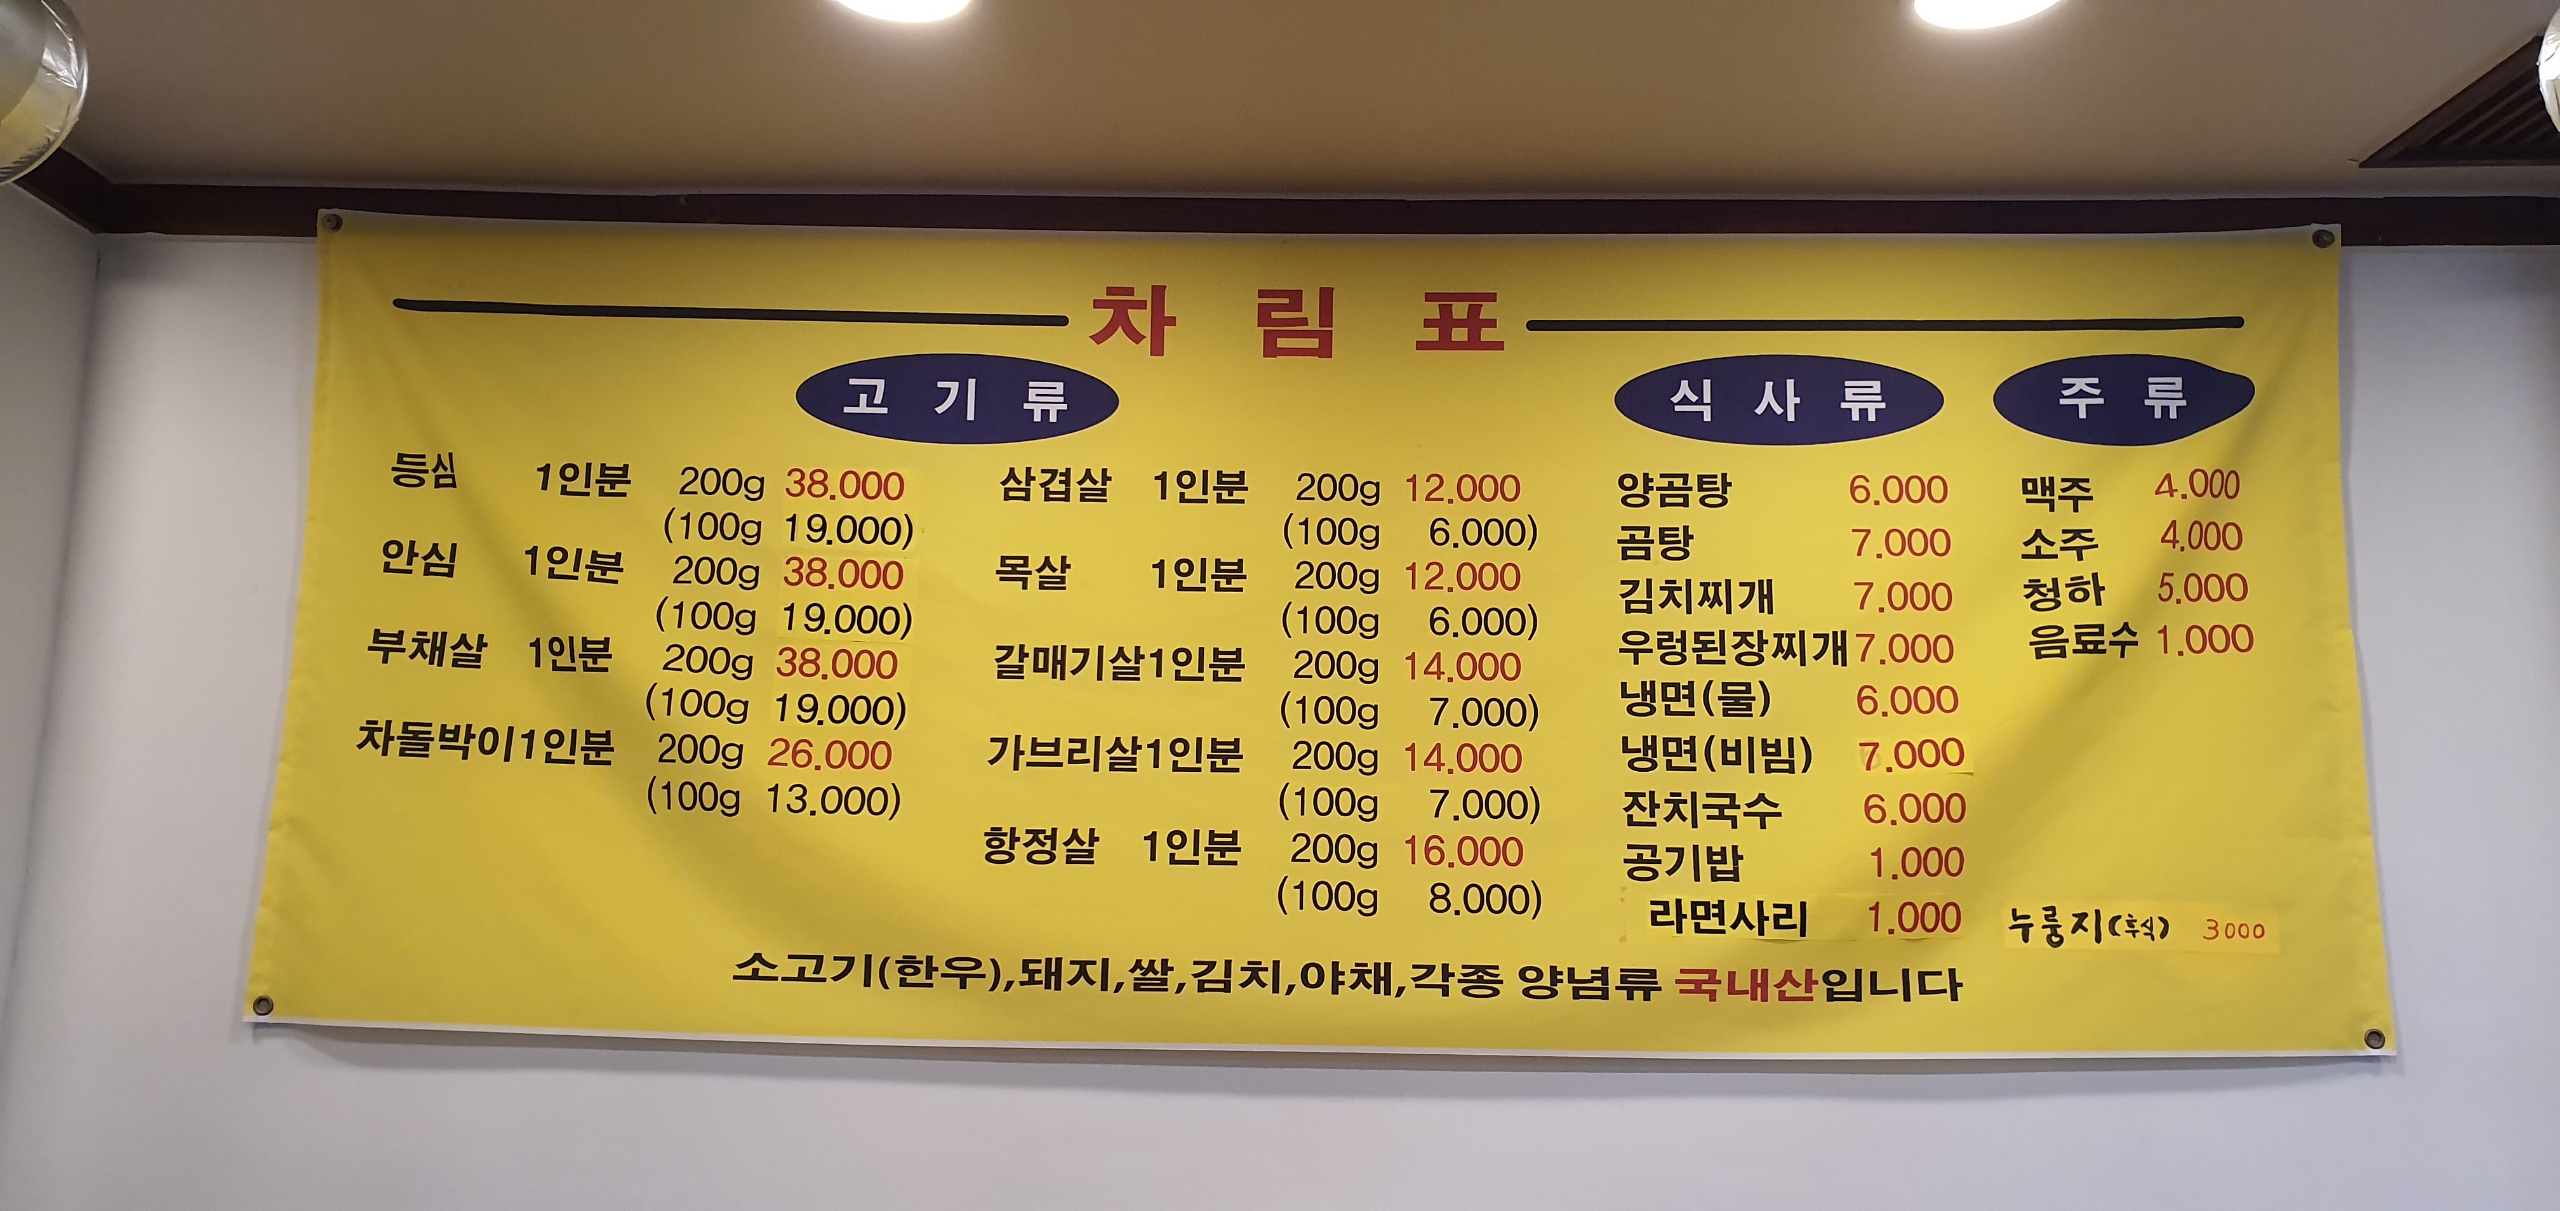 차 림 표
고 기 류
등심 1인분 200g 38.000
(100g 19.000)
안심 1인분 200g 38.000
(100g 19.000)
부채살 1인분 200g 38.000
(100g 19.000)
차돌박이1인분 200g 26.000
(100g 13.000)
삼겹살 1인분 200g 12.000
(100g 6.000)
목살 1인분 200g 12.000
(100g 6.000)
갈매기살1인분 200g 14.000
(100g 7.000)
가브리살1인분 200g 14.000
(100g 7.000)
항정살 1인분 200g 16.000
(100g 8.000)
식 사 류
양곰탕 6.000
곰탕 7.000
김치찌개 7.000
우렁된장찌개 7.000
냉면(물) 6.000
냉면(비빔) 7.000
잔치국수 6.000
공기밥 1.000
라면사리 1.000
주 류
맥주 4.000
소주 4.000
청하 5.000
음료수 1.000
누룽지(후식) 3000
소고기(한우),돼지,쌀,김치,야채,각종 양념류 국내산입니다